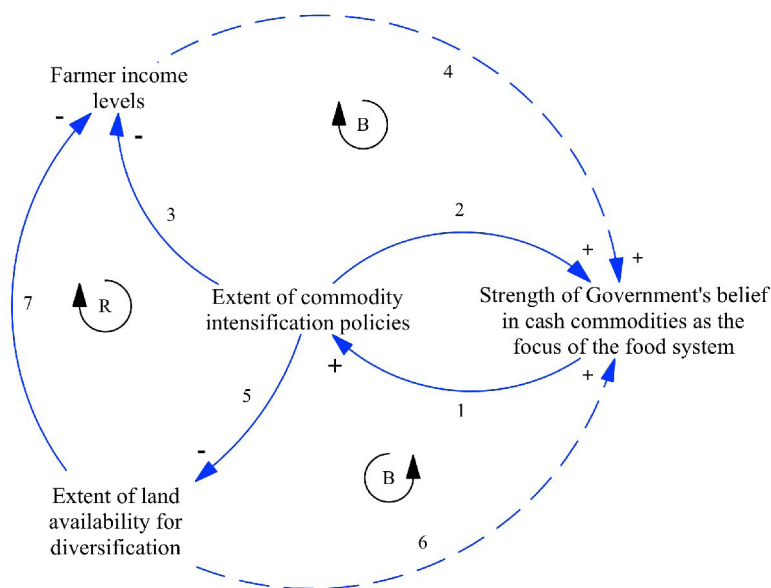 4
Farmer income
levels
-
-
B
3
2
+
+
7
R
Extent of commodity
intensification policies
Strength of Government's belief
in cash commodities as the
focus of the food system
+
+
5
1
-
B
Extent of land
availability for
diversification
6